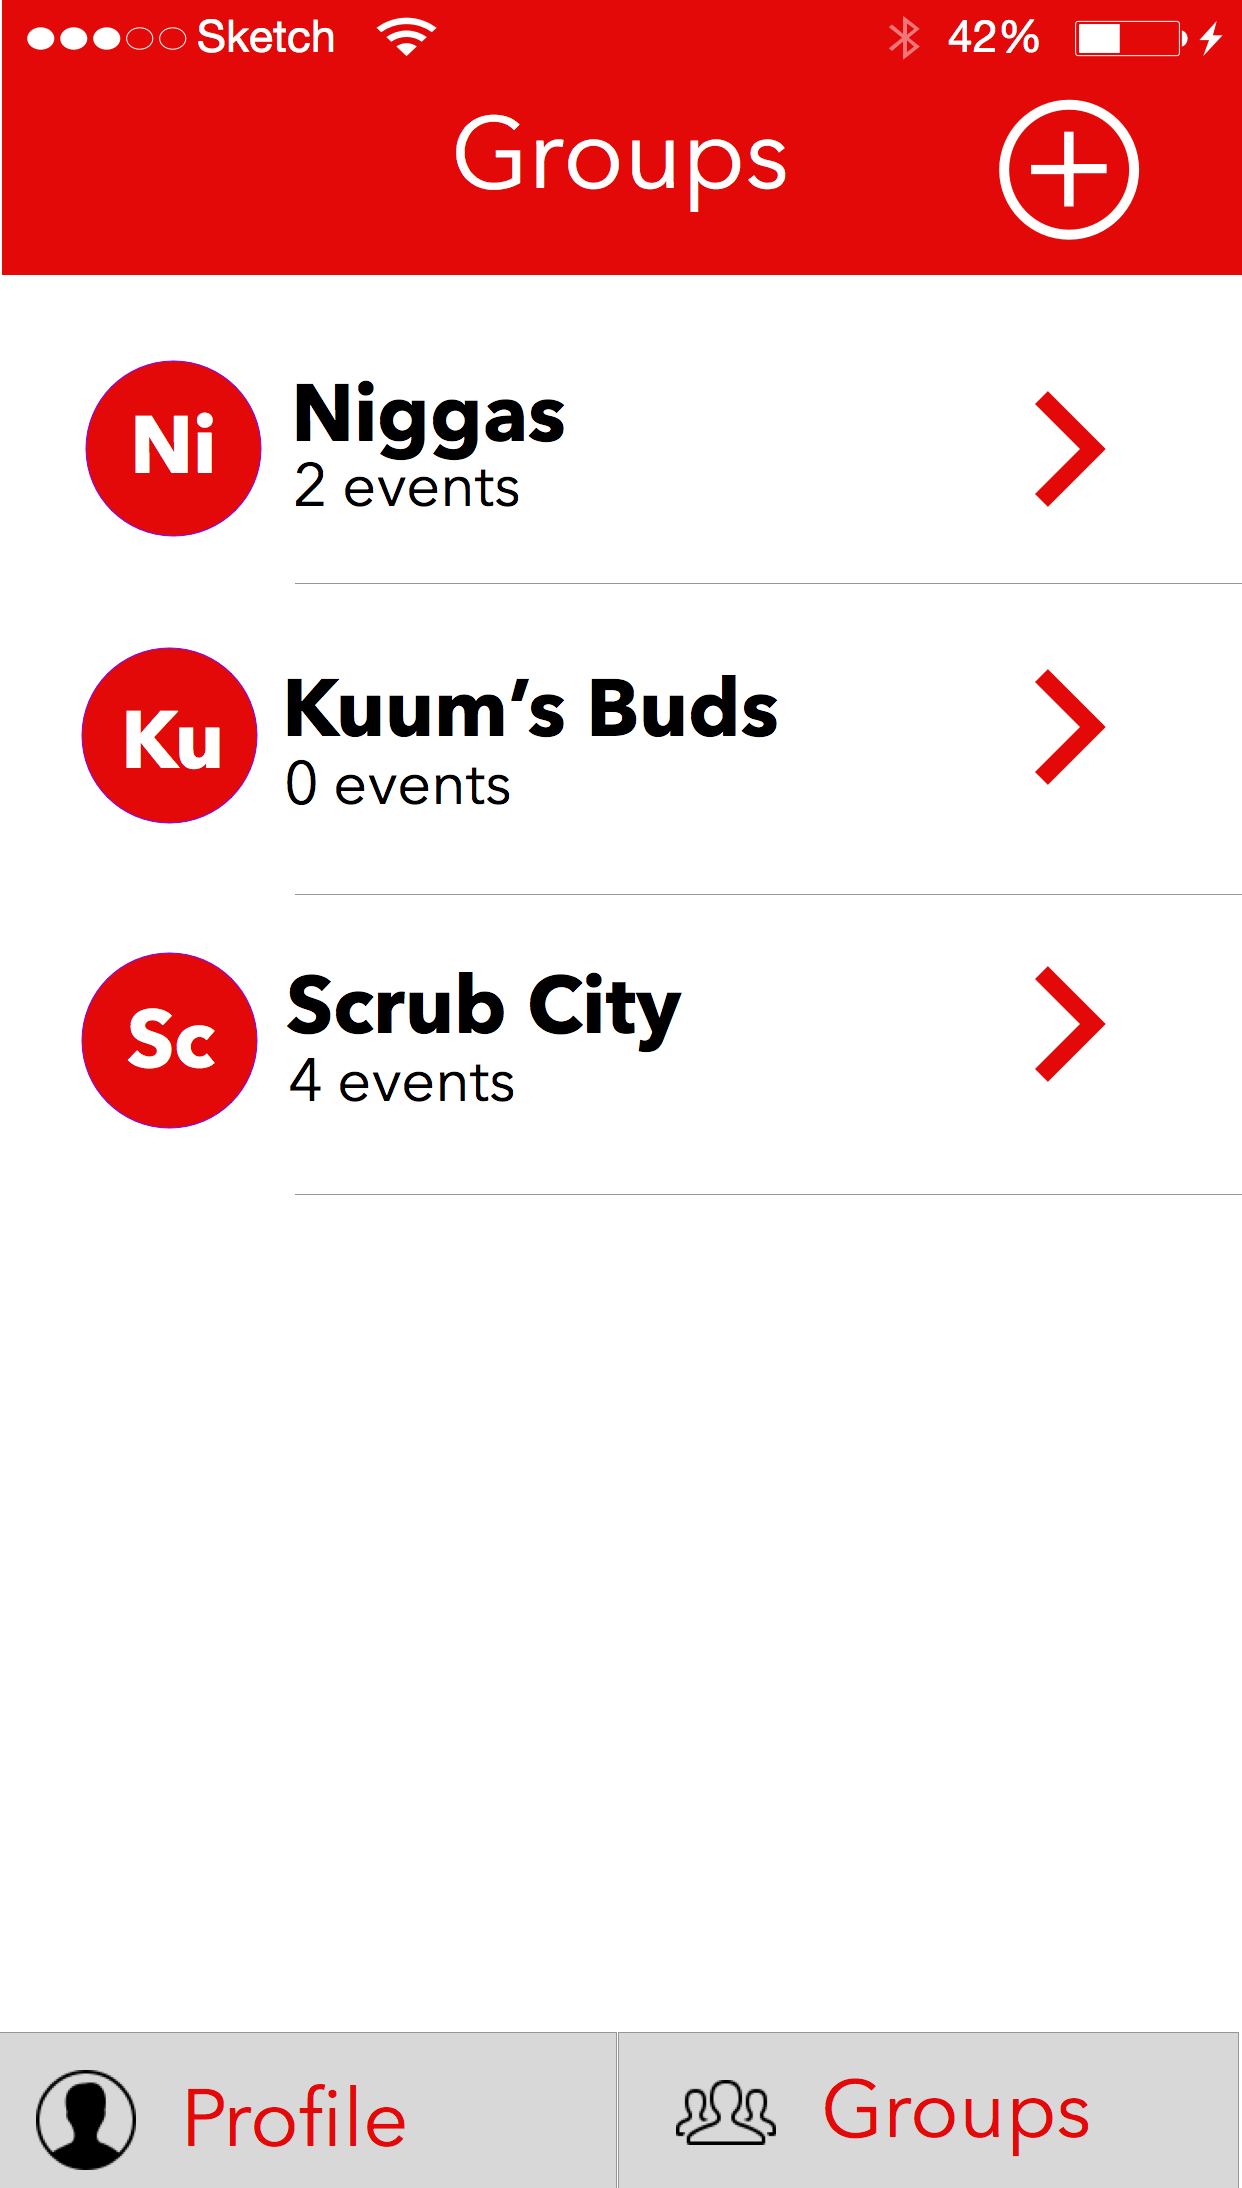 Sketch 42%
Groups
Ni
Niggas
2 events
Ku
Kuum’s Buds
0 events
Sc
Scrub City
4 events
Profile
Groups